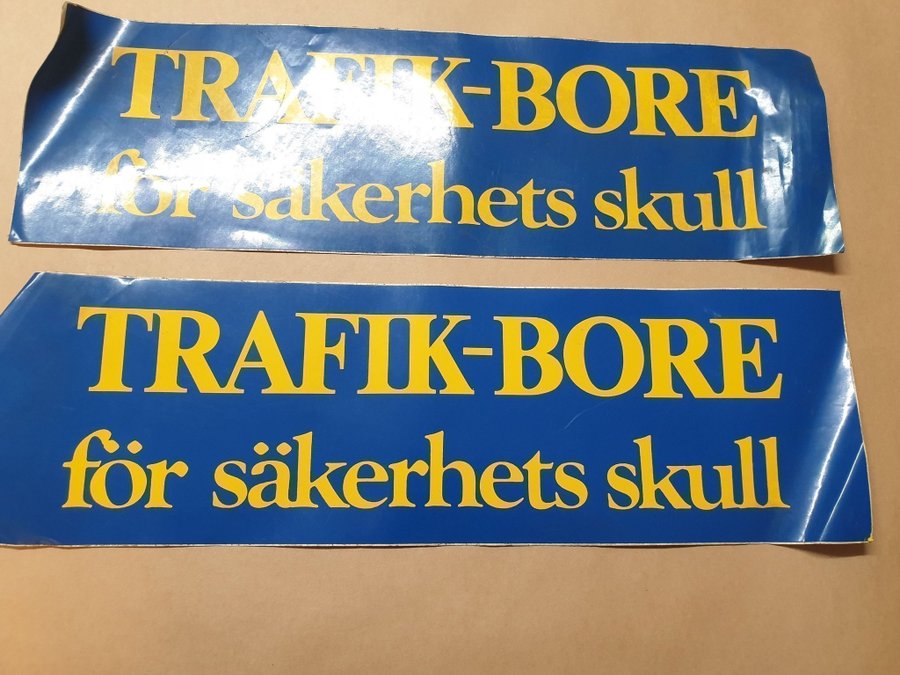 TRAFIK-BORE
för säkerhets skull
TRAFIK-BORE
för säkerhets skull